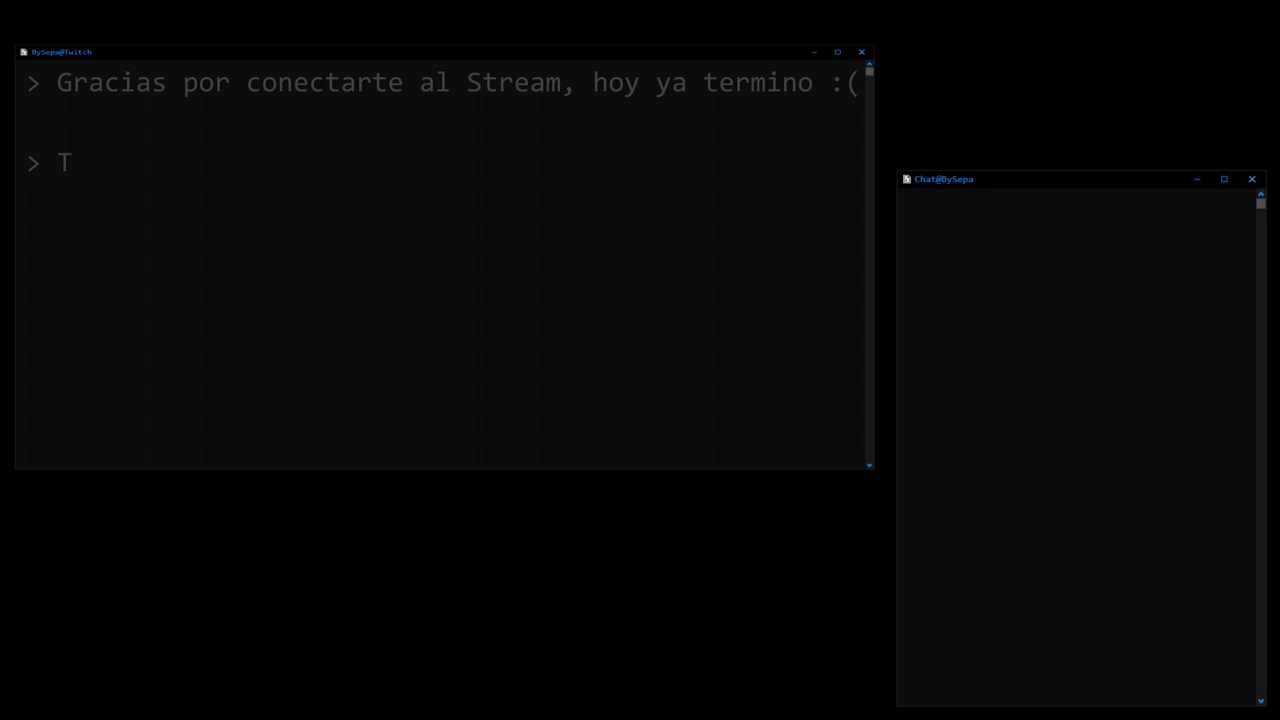 BySepa@Twitch
> Gracias por conectarte al Stream, hoy ya termino :(
> T
Chat@BySepa